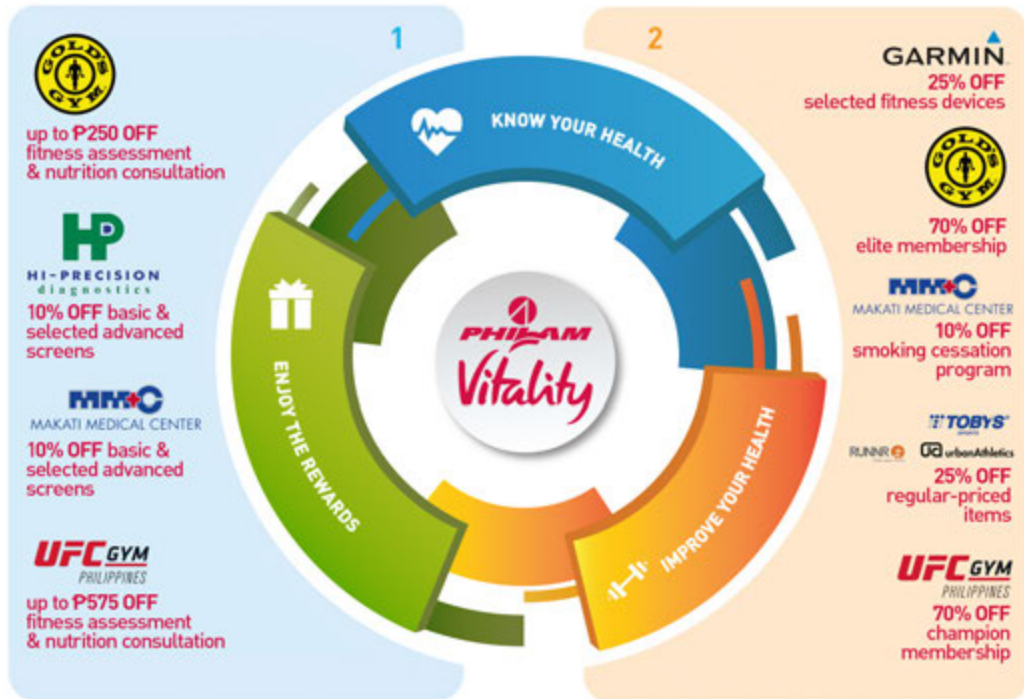 1
GOLD'S GYM
up to ₱250 OFF
fitness assessment
& nutrition consultation
HP
HI-PRECISION
diagnostics
10% OFF basic &
selected advanced
screens
MMC
MAKATI MEDICAL CENTER
10% OFF basic &
selected advanced
screens
UFC GYM
PHILIPPINES
up to ₱575 OFF
fitness assessment
& nutrition consultation
KNOW YOUR HEALTH
ENJOY THE REWARDS
IMPROVE YOUR HEALTH
PHILAM
Vitality
2
GARMIN
25% OFF
selected fitness devices
GOLD'S GYM
70% OFF
elite membership
MMC
MAKATI MEDICAL CENTER
10% OFF
smoking cessation
program
TOBYS
SPORTS
RUNNR
Ua urbanAthletics
25% OFF
regular-priced
items
UFC GYM
PHILIPPINES
70% OFF
champion
membership